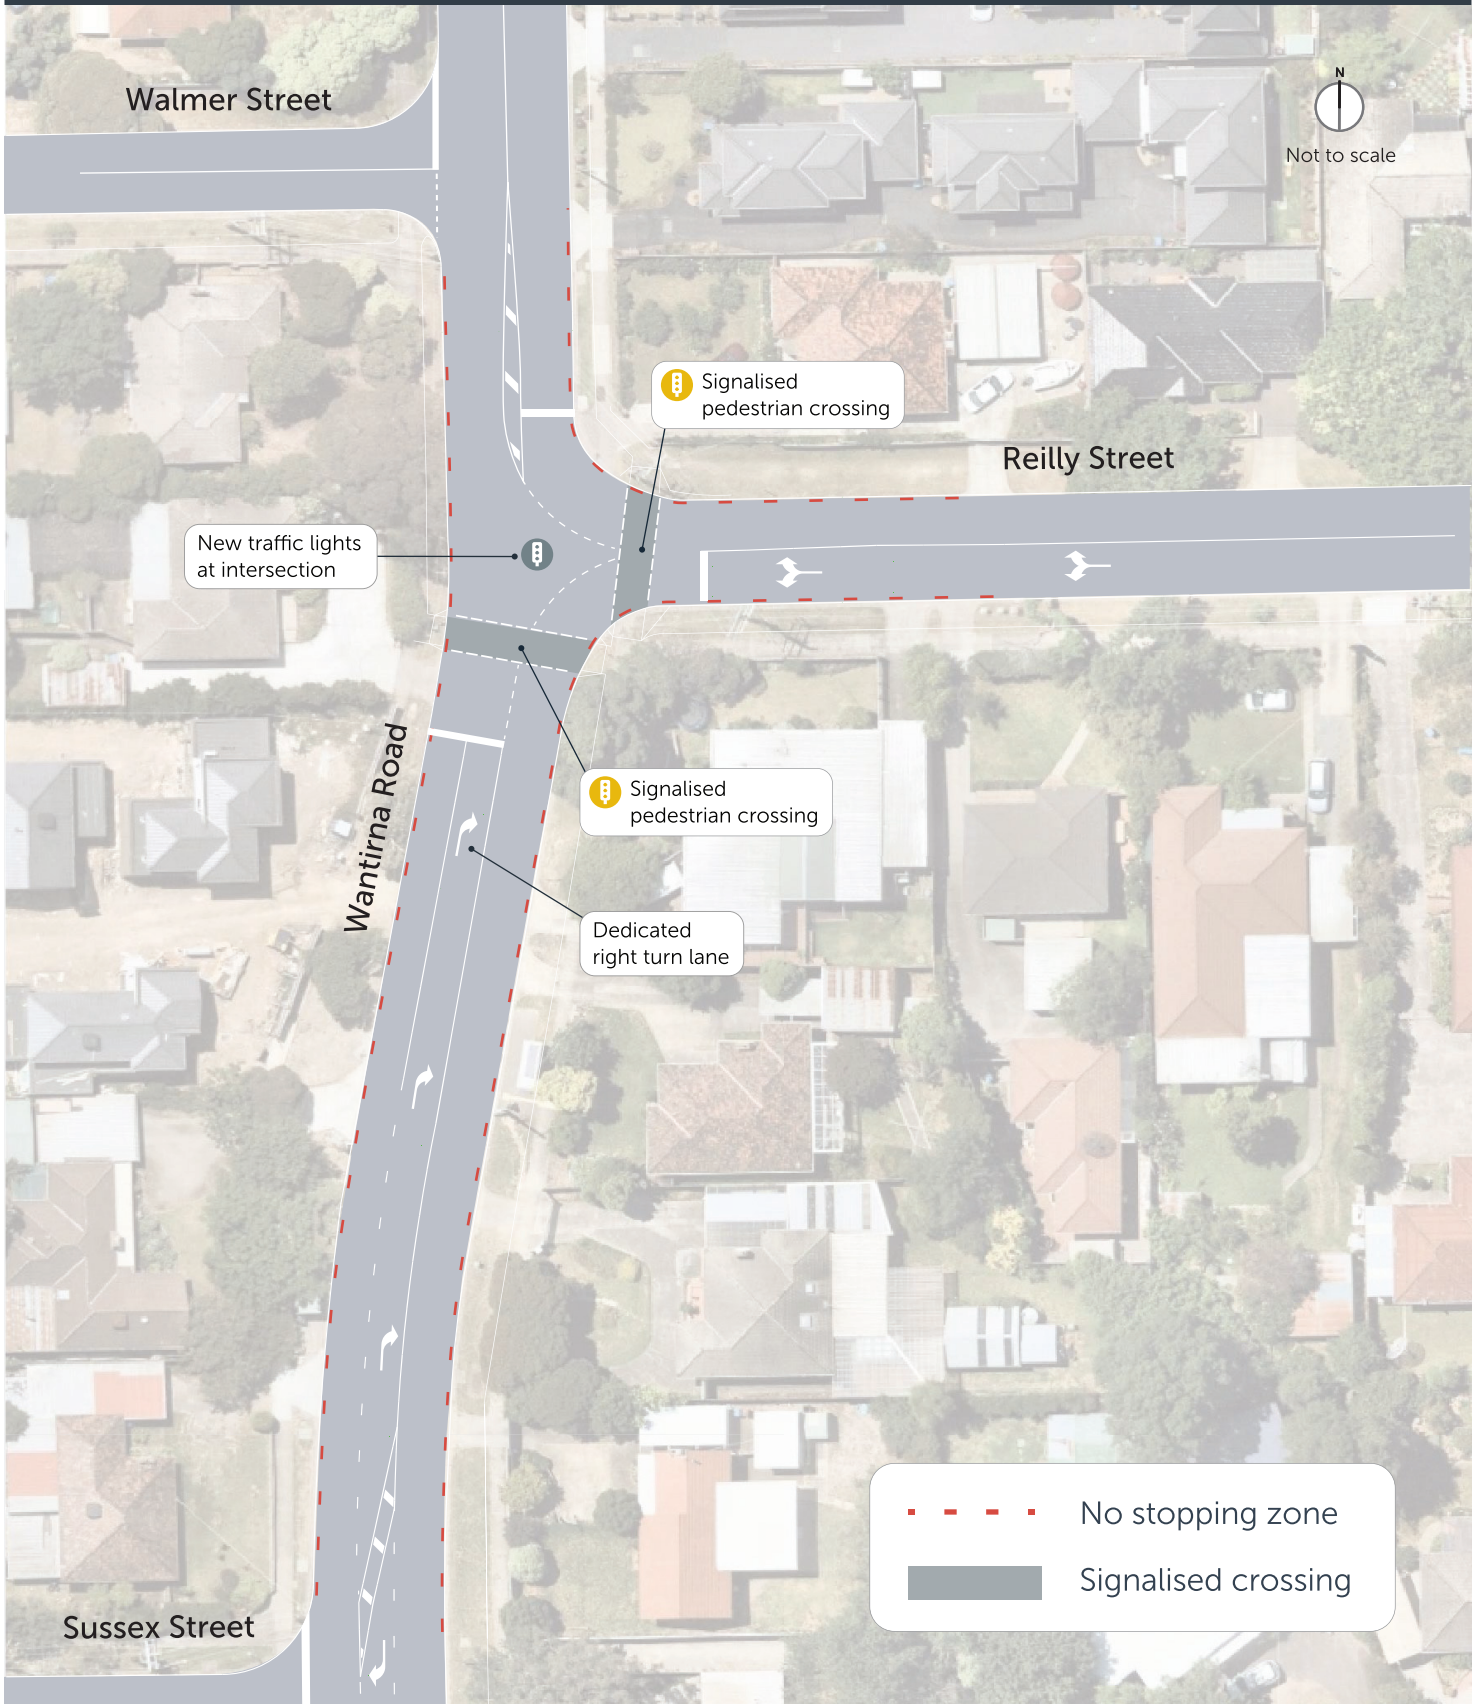 Walmer Street
N
Not to scale
Signalised
pedestrian crossing
Reilly Street
New traffic lights
at intersection
Wantirna Road
Signalised
pedestrian crossing
Dedicated
right turn lane
No stopping zone
Signalised crossing
Sussex Street